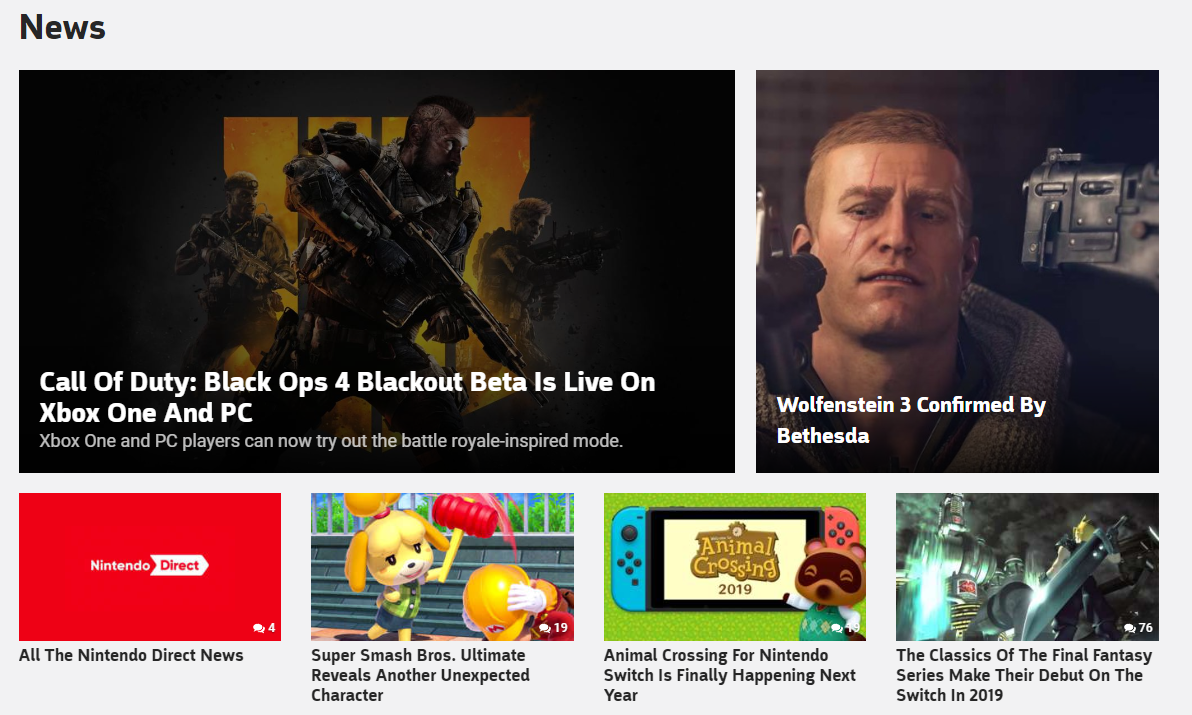 News
Call Of Duty: Black Ops 4 Blackout Beta Is Live On
Xbox One And PC
Xbox One and PC players can now try out the battle royale-inspired mode.
Wolfenstein 3 Confirmed By
Bethesda
Nintendo Direct
4
19
Welcome to
Animal
Crossing
2019
19
76
All The Nintendo Direct News
Super Smash Bros. Ultimate
Reveals Another Unexpected
Character
Animal Crossing For Nintendo
Switch Is Finally Happening Next
Year
The Classics Of The Final Fantasy
Series Make Their Debut On The
Switch In 2019